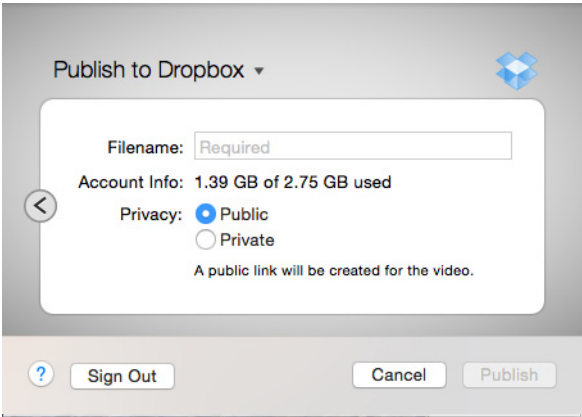 Publish to Dropbox
Filename: Required
Account Info: 1.39 GB of 2.75 GB used
Privacy: Public
Private
A public link will be created for the video.
? Sign Out Cancel Publish